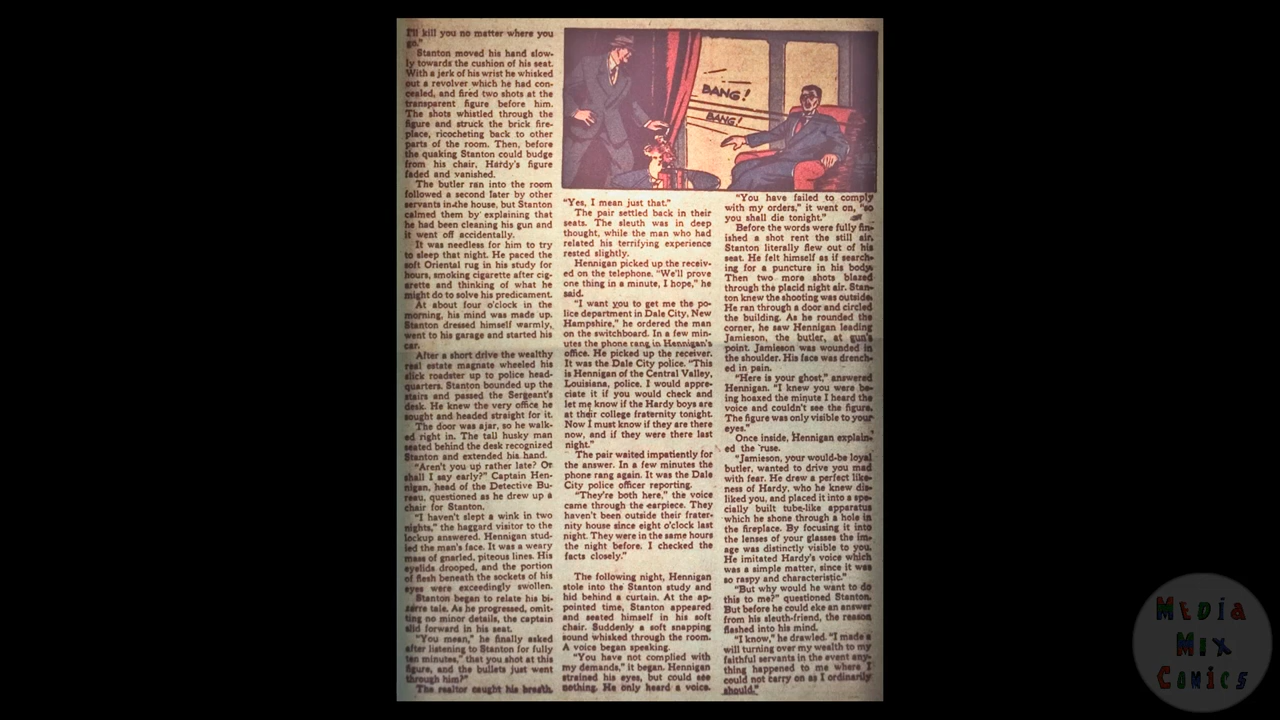 I'll kill you no matter where you
go."
Stanton moved his hand slow-
ly towards the cushion of his seat.
With a jerk of his wrist he whisked
out a revolver which he had con-
cealed, and fired two shots at the
transparent figure before him.
The shots whistled through the
figure and struck the brick fire-
place, ricocheting back to other
parts of the room. Then, before
the quaking Stanton could budge
from his chair, Hardy's figure
faded and vanished.
The butler ran into the room
followed a second later by other
servants in the house, but Stanton
calmed them by explaining that
he had been cleaning his gun and
it went off accidentally.
It was needless for him to try
to sleep that night. He paced the
soft Oriental rug in his study for
hours, smoking cigarette after cig-
arette and thinking of what he
might do to solve his predicament.
At about four o'clock in the
morning, his mind was made up.
Stanton dressed himself warmly,
went to his garage and started his
car.
After a short drive the wealthy
real estate magnate wheeled his
slick roadster up to police head-
quarters. Stanton bounded up the
stairs and passed the Sergeant's
desk. He knew the very office he
sought and headed straight for it.
The door was ajar, so he walk-
ed right in. The tall husky man
seated behind the desk recognized
Stanton and extended his hand.
"Aren't you up rather late? Or
shall I say early?" Captain Hen-
nigan, head of the Detective Bu-
reau, questioned as he drew up a
chair for Stanton.
"I haven't slept a wink in two
nights," the haggard visitor to the
lockup answered. Hennigan stud-
ied the man's face. It was a weary
mass of gnarled, piteous lines. His
eyelids drooped, and the portion
of flesh beneath the sockets of his
eyes were exceedingly swollen.
Stanton began to relate his bi-
zarre tale. As he progressed, omit-
ting no minor details, the captain
slid forward in his seat.
"You mean," he finally asked
after listening to Stanton for fully
ten minutes," that you shot at this
figure, and the bullets just went
through him?"
The realtor caught his breath.
BANG!
BANG!
"Yes, I mean just that."
The pair settled back in their
seats. The sleuth was in deep
thought, while the man who had
related his terrifying experience
rested slightly.
Hennigan picked up the receiv-
ed on the telephone. "We'll prove
one thing in a minute, I hope," he
said.
"I want you to get me the po-
lice department in Dale City, New
Hampshire," he ordered the man
on the switchboard. In a few min-
utes the phone rang in Hennigan's
office. He picked up the receiver.
It was the Dale City police. "This
is Hennigan of the Central Valley,
Louisiana, police. I would appre-
ciate it if you would check and
let me know if the Hardy boys are
at their college fraternity tonight.
Now I must know if they are there
now, and if they were there last
night."
The pair waited impatiently for
the answer. In a few minutes the
phone rang again. It was the Dale
City police officer reporting.
"They're both here," the voice
came through the earpiece. They
haven't been outside their frater-
nity house since eight o'clock last
night. They were in the same hours
the night before. I checked the
facts closely."
The following night, Hennigan
stole into the Stanton study and
hid behind a curtain. At the ap-
pointed time, Stanton appeared
and seated himself in his soft
chair. Suddenly a soft snapping
sound whisked through the room.
A voice began speaking.
"You have not complied with
my demands," it began. Hennigan
strained his eyes, but could see
nothing. He only heard a voice.
"You have failed to comply
with my orders," it went on, "so
you shall die tonight."
Before the words were fully fin-
ished a shot rent the still air.
Stanton literally flew out of his
seat. He felt himself as if search-
ing for a puncture in his body.
Then two more shots blazed
through the placid night air. Stan-
ton knew the shooting was outside.
He ran through a door and circled
the building. As he rounded the
corner, he saw Hennigan leading
Jamieson, the butler, at gun's
point. Jamieson was wounded in
the shoulder. His face was drench-
ed in pain.
"Here is your ghost," answered
Hennigan. "I knew you were be-
ing hoaxed the minute I heard the
voice and couldn't see the figure.
The figure was only visible to your
eyes."
Once inside, Hennigan explain-
ed the ruse.
"Jamieson, your would-be loyal
butler, wanted to drive you mad
with fear. He drew a perfect like-
ness of Hardy, who he knew dis-
liked you, and placed it into a spe-
cially built tube-like apparatus
which he shone through a hole in
the fireplace. By focusing it into
the lenses of your glasses the im-
age was distinctly visible to you.
He imitated Hardy's voice which
was a simple matter, since it was
so raspy and characteristic."
"But why would he want to do
this to me?" questioned Stanton.
But before he could eke an answer
from his sleuth-friend, the reason
flashed into his mind.
"I know," he drawled. "I made a
will turning over my wealth to my
faithful servants in the event any-
thing happened to me where I
could not carry on as I ordinarily
should."
MEDIA
MIX
COMICS